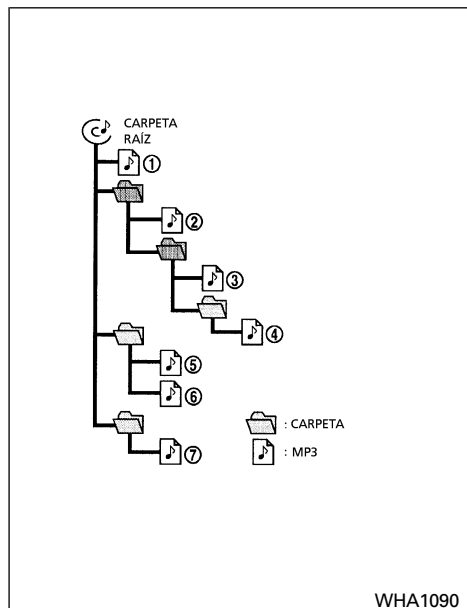 CARPETA
RAÍZ
①
②
③
④
⑤
⑥
: CARPETA
⑦
: MP3
WHA1090